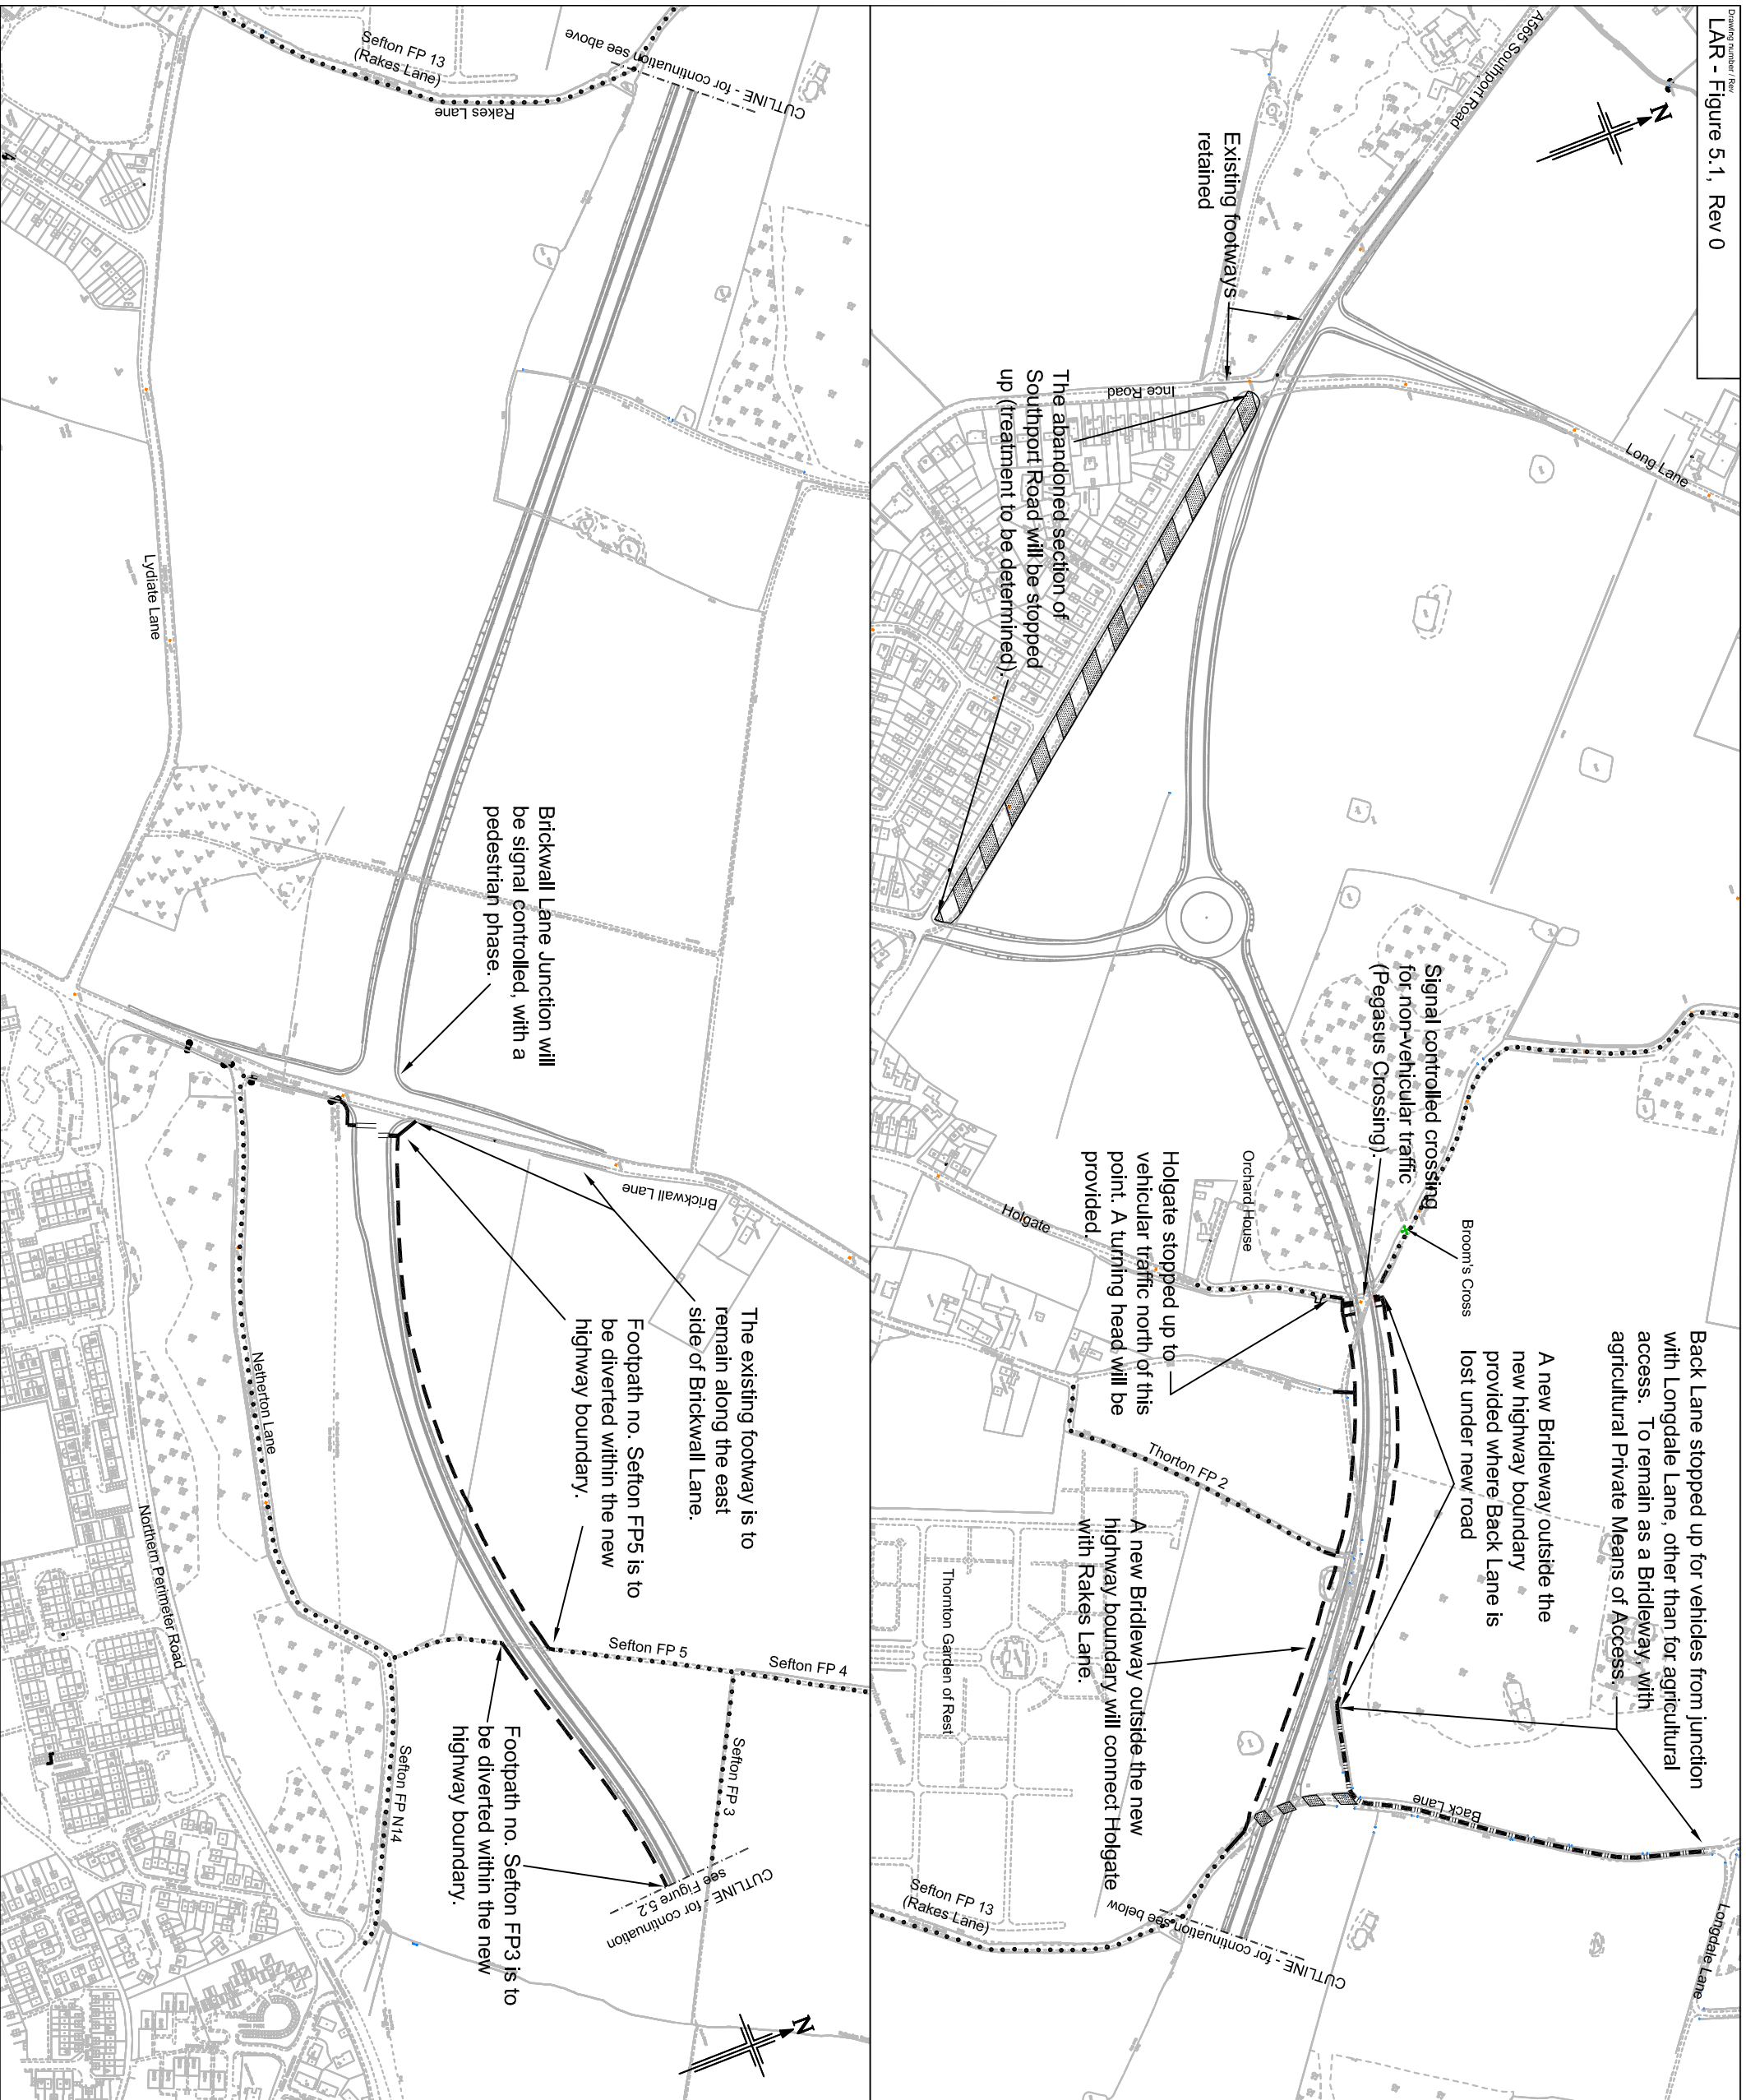 Drawing number / Rev
LAR - Figure 5.1, Rev 0
A565 Southport Road
N
Existing footways
retained
Ince Road
Long Lane
The abandoned section of
Southport Road will be stopped
up (treatment to be determined).
Signal controlled crossing
for non-vehicular traffic
(Pegasus Crossing).
Broom's Cross
Orchard House
Holgate
Holgate stopped up to
vehicular traffic north of this
point. A turning head will be
provided.
Back Lane stopped up for vehicles from junction
with Longdale Lane, other than for agricultural
access. To remain as a Bridleway, with
agricultural Private Means of Access.
A new Bridleway outside the
new highway boundary
provided where Back Lane is
lost under new road
Thorton FP 2
A new Bridleway outside the new
highway boundary will connect Holgate
with Rakes Lane.
Thornton Garden of Rest
Garden of Rest
Back Lane
Longdale Lane
Sefton FP 13
(Rakes Lane)
CUTLINE - for continuation see below
CUTLINE - for continuation see above
Sefton FP 13
(Rakes Lane)
Rakes Lane
Lydiate Lane
Brickwall Lane Junction will
be signal controlled, with a
pedestrian phase.
Brickwall Lane
The existing footway is to
remain along the east
side of Brickwall Lane.
Footpath no. Sefton FP5 is to
be diverted within the new
highway boundary.
Netherton Lane
Northern Perimeter Road
Sefton FP 5
Sefton FP 4
Sefton FP 3
Sefton FP N14
Footpath no. Sefton FP3 is to
be diverted within the new
highway boundary.
CUTLINE - for continuation
see Figure 5.2
N